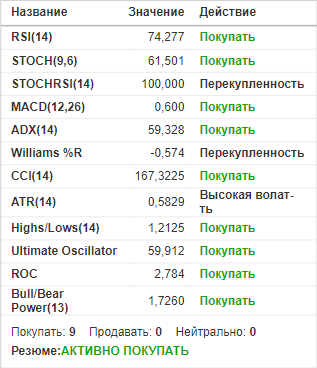 Название Значение Действие
RSI(14) 74,277 Покупать
STOCH(9,6) 61,501 Покупать
STOCHRSI(14) 100,000 Перекупленность
MACD(12,26) 0,600 Покупать
ADX(14) 59,328 Покупать
Williams %R -0,574 Перекупленность
CCI(14) 167,3225 Покупать
ATR(14) 0,5829 Высокая волат-
ть
Highs/Lows(14) 1,2125 Покупать
Ultimate Oscillator 59,912 Покупать
ROC 2,784 Покупать
Bull/Bear
Power(13) 1,7260 Покупать
Покупать: 9 Продавать: 0 Нейтрально: 0
Резюме:АКТИВНО ПОКУПАТЬ